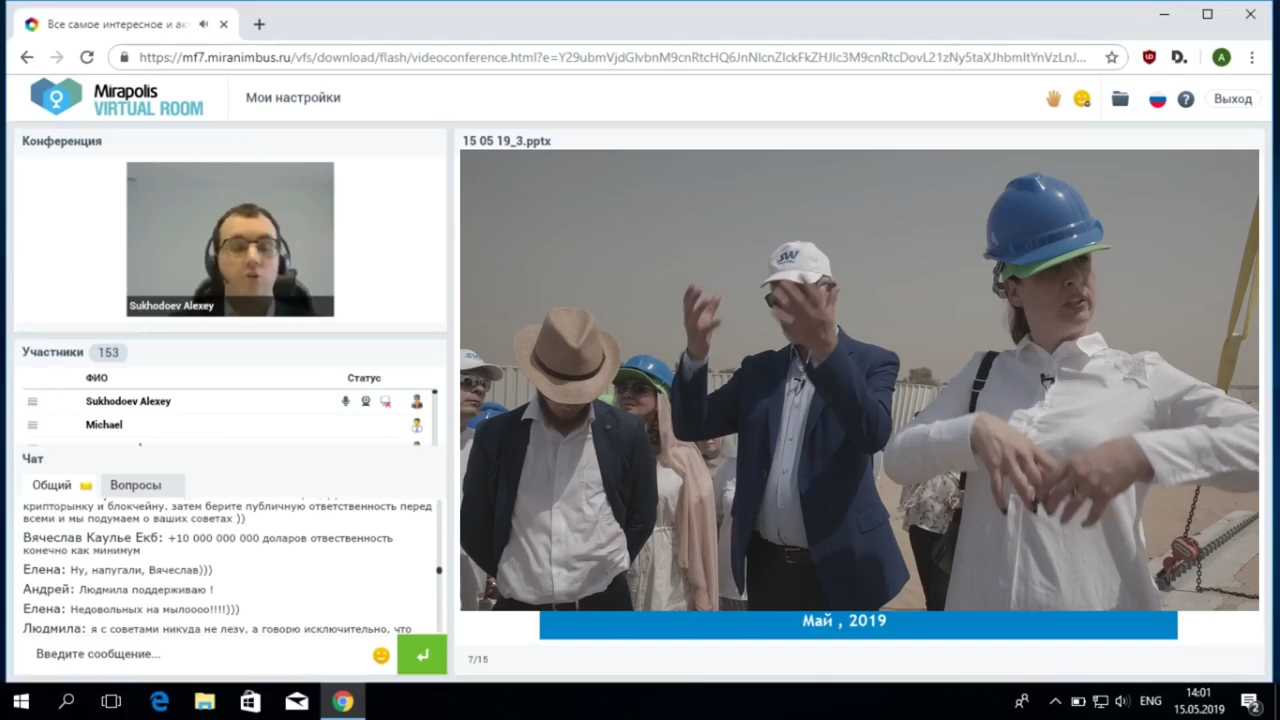 Все самое интересное и ак
https://mf7.miranimbus.ru/vfs/download/flash/videoconference.html?e=Y29ubmVjdGlvbnM9cnRtcHQ6JnNlcnZlckFkZHJlc3M9cnRtcDovL21zNy5taXJhbmltYnVzLnJ...
Mirapolis
VIRTUAL ROOM
Мои настройки
Выход
Конференция
Sukhodoev Alexey
Участники 153
ФИО Статус
Sukhodoev Alexey
Michael
Чат
Общий Вопросы
крипторынку и блокчейну. затем берите публичную ответственность перед
всеми и мы подумаем о ваших советах ))
Вячеслав Каулье Екб: +10 000 000 000 доларов отвественность
конечно как минимум
Елена: Ну, напугали, Вячеслав)))
Андрей: Людмила поддерживаю !
Елена: Недовольных на мылоооо!!!!)))
Людмила: я с советами никуда не лезу, а говорю исключительно, что
Введите сообщение...
15 05 19_3.pptx
SW
Май , 2019
7/15
ENG
14:01
15.05.2019
2